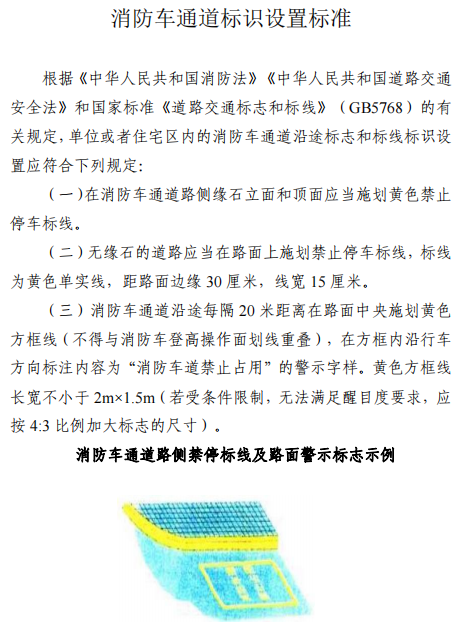 消防车通道标识设置标准
根据《中华人民共和国消防法》《中华人民共和国道路交通
安全法》和国家标准《道路交通标志和标线》（GB5768）的有
关规定,单位或者住宅区内的消防车通道沿途标志和标线标识设
置应符合下列规定：
（一)在消防车通道路侧缘石立面和顶面应当施划黄色禁止
停车标线。
（二）无缘石的道路应当在路面上施划禁止停车标线，标线
为黄色单实线，距路面边缘 30 厘米，线宽 15 厘米。
（三）消防车通道沿途每隔 20 米距离在路面中央施划黄色
方框线（不得与消防车登高操作面划线重叠），在方框内沿行车
方向标注内容为“消防车道禁止占用”的警示字样。黄色方框线
长宽不小于 2m×1.5m（若受条件限制，无法满足醒目度要求，应
按 4:3 比例加大标志的尺寸）。
消防车通道路侧禁停标线及路面警示标志示例